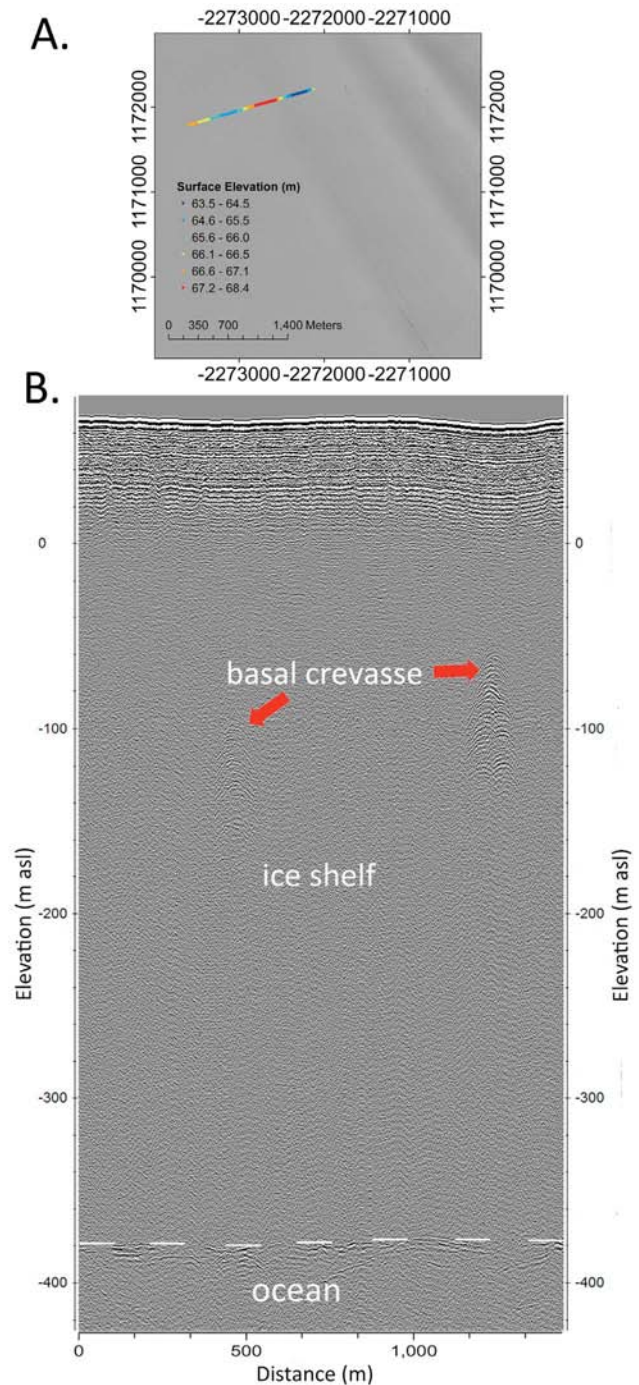 A.
-2273000 -2272000 -2271000
1172000
1171000
1170000
1172000
1171000
1170000
Surface Elevation (m)
63.5 - 64.5
64.6 - 65.5
65.6 - 66.0
66.1 - 66.5
66.6 - 67.1
67.2 - 68.4
0 350 700 1,400 Meters
-2273000 -2272000 -2271000
B.
0 0
basal crevasse
-100 -100
ice shelf
Elevation (m asl)
Elevation (m asl)
-200 -200
-300 -300
-400 -400
ocean
0 500 1,000
Distance (m)